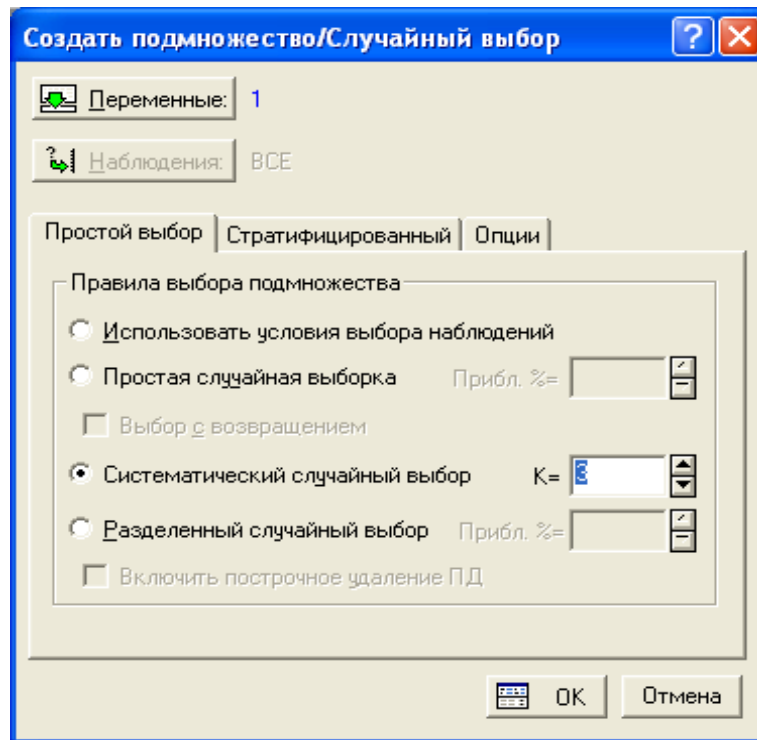 Создать подмножество/Случайный выбор
Переменные: 1
Наблюдения: ВСЕ
Простой выбор Стратифицированный Опции
Правила выбора подмножества
Использовать условия выбора наблюдений
Простая случайная выборка Прибл. %=
Выбор с возвращением
Систематический случайный выбор K= 3
Разделенный случайный выбор Прибл. %=
Включить построчное удаление ПД
OK Отмена